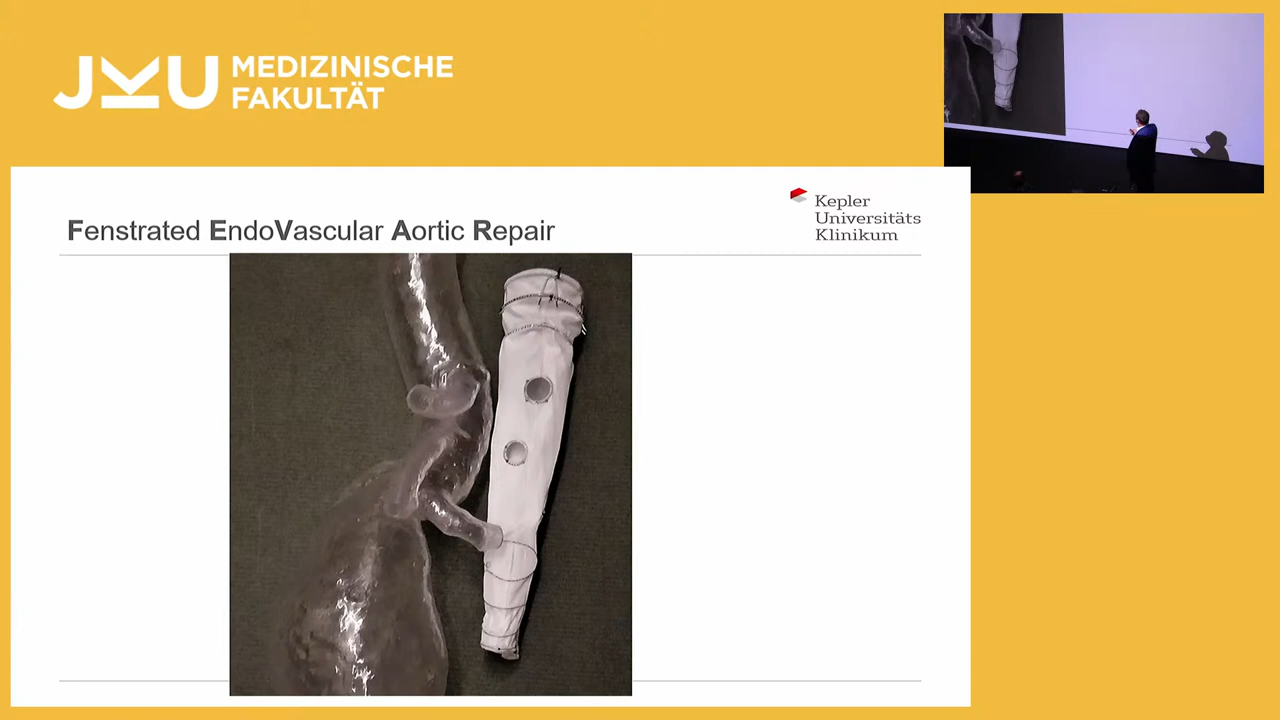 JKU MEDIZINISCHE
FAKULTÄT
Fenstrated EndoVascular Aortic Repair
Kepler
Universitäts
Klinikum